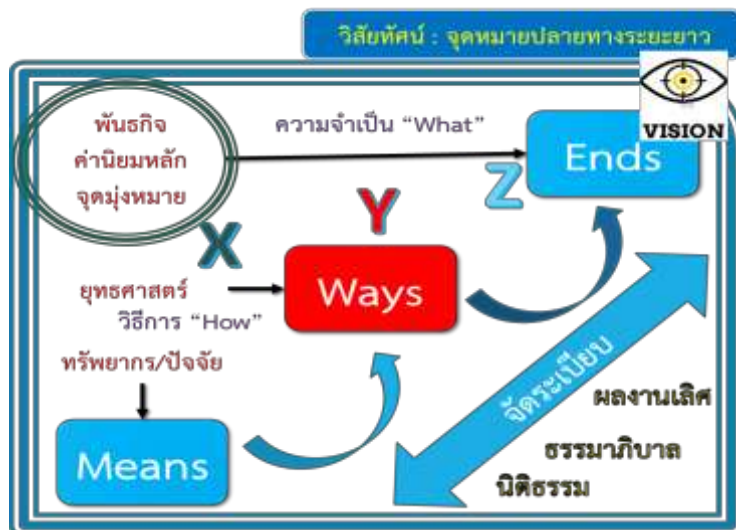 วิสัยทัศน์ : จุดหมายปลายทางระยะยาว
VISION
พันธกิจ
ค่านิยมหลัก
จุดมุ่งหมาย
ความจำเป็น “What”
Ends
X
Y
Z
ยุทธศาสตร์
วิธีการ “How”
Ways
ทรัพยากร/ปัจจัย
Means
จัดระเบียบ
ผลงานเลิศ
ธรรมาภิบาล
นิติธรรม